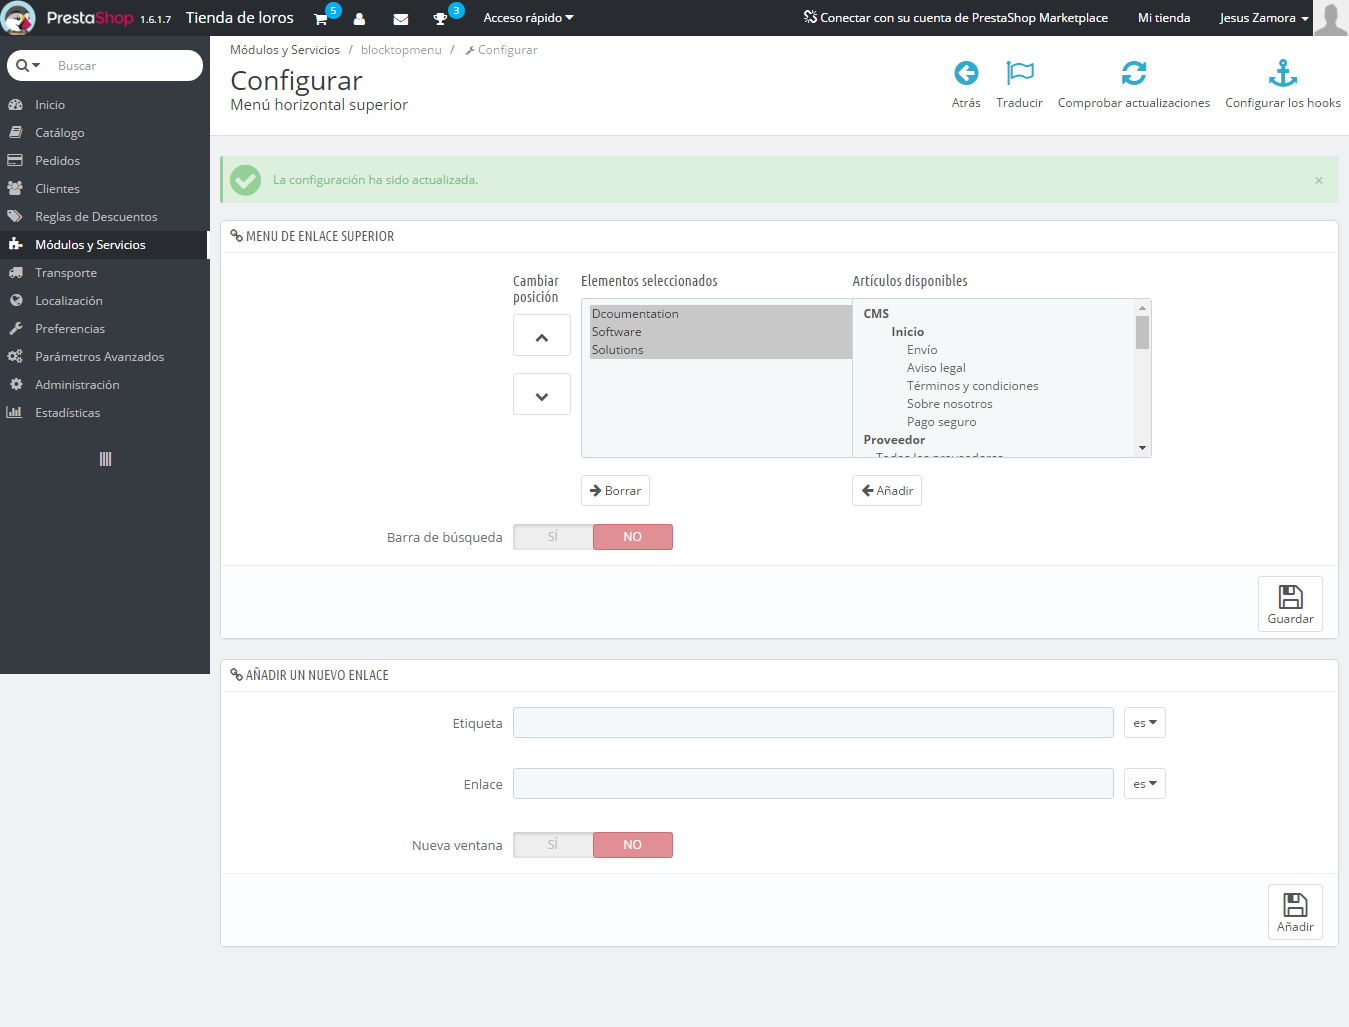 PrestaShop 1.6.1.7 Tienda de loros 5 3 Acceso rápido Conectar con su cuenta de PrestaShop Marketplace Mi tienda Jesus Zamora
Buscar
Inicio
Catálogo
Pedidos
Clientes
Reglas de Descuentos
Módulos y Servicios
Transporte
Localización
Preferencias
Parámetros Avanzados
Administración
Estadísticas
Módulos y Servicios / blocktopmenu / Configurar
Configurar
Menú horizontal superior
Atrás Traducir Comprobar actualizaciones Configurar los hooks
La configuración ha sido actualizada. ×
MENU DE ENLACE SUPERIOR
Cambiar
posición
Elementos seleccionados
Dcoumentation
Software
Solutions
Borrar
Artículos disponibles
CMS
Inicio
Envío
Aviso legal
Términos y condiciones
Sobre nosotros
Pago seguro
Proveedor
Todos los proveedores
Añadir
Barra de búsqueda SÍ NO
Guardar
AÑADIR UN NUEVO ENLACE
Etiqueta es
Enlace es
Nueva ventana SÍ NO
Añadir